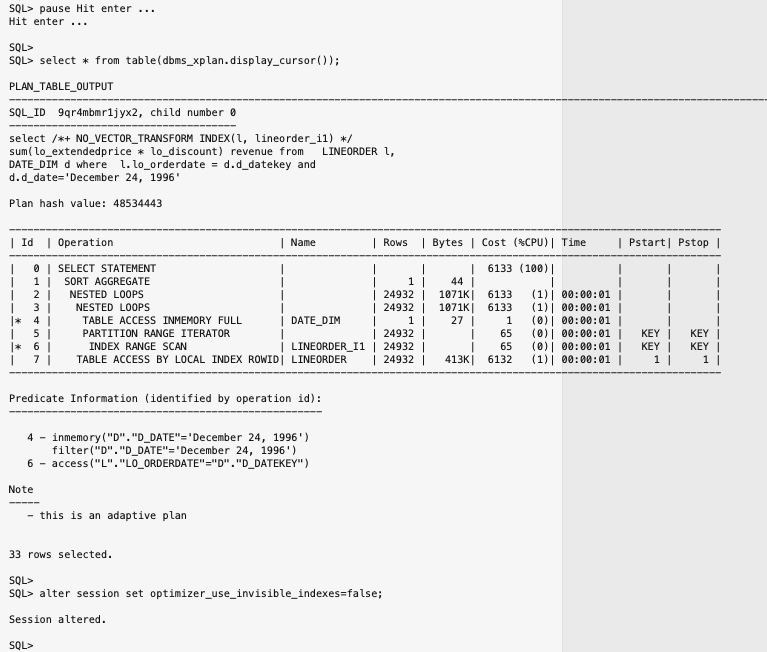 SQL> pause Hit enter ...
Hit enter ...
SQL>
SQL> select * from table(dbms_xplan.display_cursor());
PLAN_TABLE_OUTPUT
--------------------------------------------------------------------------------
SQL_ID  9qr4mbmr1jyx2, child number 0
-------------------------------------
select /*+ NO_VECTOR_TRANSFORM INDEX(l, lineorder_i1) */
sum(lo_extendedprice * lo_discount) revenue from   LINEORDER l,
DATE_DIM d where  l.lo_orderdate = d.d_datekey and
d.d_date='December 24, 1996'
Plan hash value: 48534443
--------------------------------------------------------------------------------
| Id  | Operation                               | Name         | Rows  | Bytes | Cost (%CPU)| Time     | Pstart| Pstop |
--------------------------------------------------------------------------------
|   0 | SELECT STATEMENT                        |              |       |       |  6133 (100)|          |       |       |
|   1 |  SORT AGGREGATE                         |              |     1 |    44 |            |          |       |       |
|   2 |   NESTED LOOPS                          |              | 24932 |  1071K|  6133   (1)| 00:00:01 |       |       |
|   3 |    NESTED LOOPS                         |              | 24932 |  1071K|  6133   (1)| 00:00:01 |       |       |
|*  4 |     TABLE ACCESS INMEMORY FULL          | DATE_DIM     |     1 |    27 |     1   (0)| 00:00:01 |       |       |
|   5 |     PARTITION RANGE ITERATOR            |              | 24932 |       |    65   (0)| 00:00:01 |   KEY |   KEY |
|*  6 |      INDEX RANGE SCAN                   | LINEORDER_I1 | 24932 |       |    65   (0)| 00:00:01 |   KEY |   KEY |
|   7 |    TABLE ACCESS BY LOCAL INDEX ROWID| LINEORDER    | 24932 |   413K|  6132   (1)| 00:00:01 |     1 |     1 |
--------------------------------------------------------------------------------
Predicate Information (identified by operation id):
---------------------------------------------------
4 - inmemory("D"."D_DATE"='December 24, 1996')
filter("D"."D_DATE"='December 24, 1996')
6 - access("L"."LO_ORDERDATE"="D"."D_DATEKEY")
Note
-----
- this is an adaptive plan
33 rows selected.
SQL>
SQL> alter session set optimizer_use_invisible_indexes=false;
Session altered.
SQL>